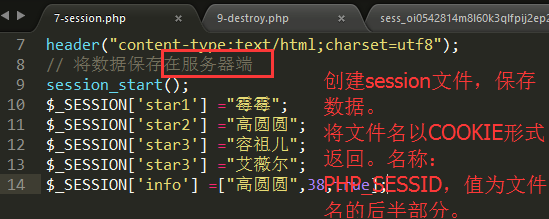 7-session.php × 9-destroy.php × sess_oi0542814m8l60k3qlfpij2ep2
7 header("content-type:text/html;charset=utf8");
8 // 将数据保存在服务器端
9 session_start();
10 $_SESSION['star1'] ="冪冪";
11 $_SESSION['star2'] ="高圆圆";
12 $_SESSION['star3'] ="容祖儿";
13 $_SESSION['star3'] ="艾薇尔";
14 $_SESSION['info'] =["高圆圆",38,true];
创建session文件，保存
数据。
将文件名以COOKIE形式
返回。名称：
PHP_SESSID，值为文件
名的后半部分。